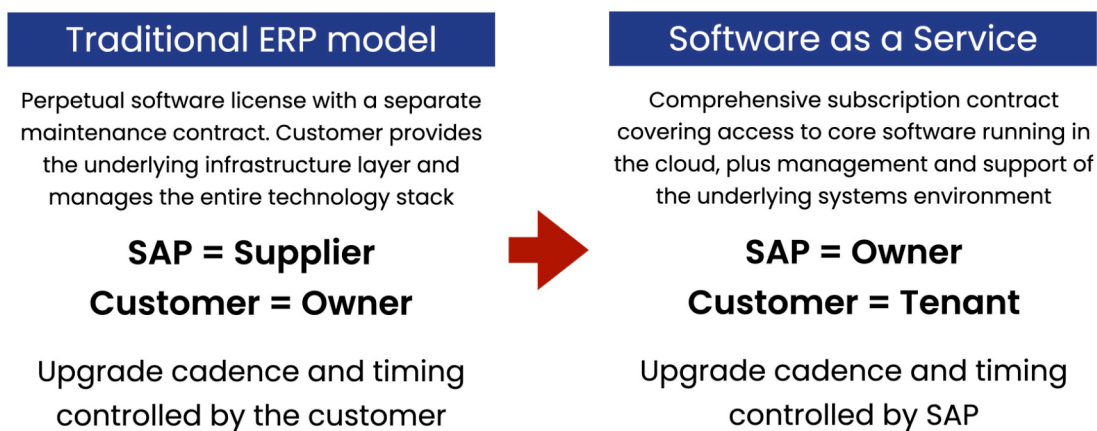 Traditional ERP model
Perpetual software license with a separate
maintenance contract. Customer provides
the underlying infrastructure layer and
manages the entire technology stack
SAP = Supplier
Customer = Owner
Upgrade cadence and timing
controlled by the customer
Software as a Service
Comprehensive subscription contract
covering access to core software running in
the cloud, plus management and support of
the underlying systems environment
SAP = Owner
Customer = Tenant
Upgrade cadence and timing
controlled by SAP